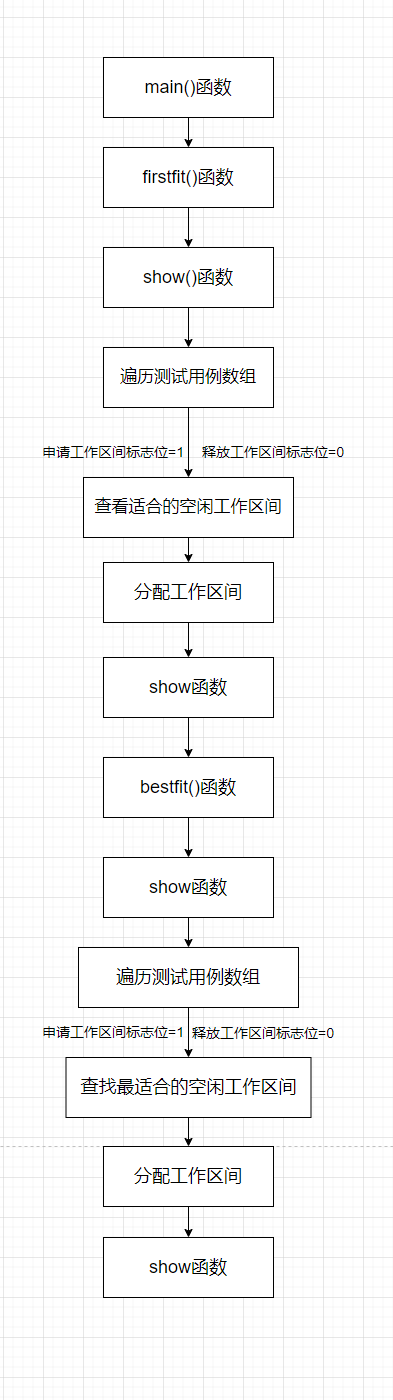 main()函数
firstfit()函数
show()函数
遍历测试用例数组
申请工作区间标志位=1 释放工作区间标志位=0
查看适合的空闲工作区间
分配工作区间
show函数
bestfit()函数
show函数
遍历测试用例数组
申请工作区间标志位=1 释放工作区间标志位=0
查找最适合的空闲工作区间
分配工作区间
show函数